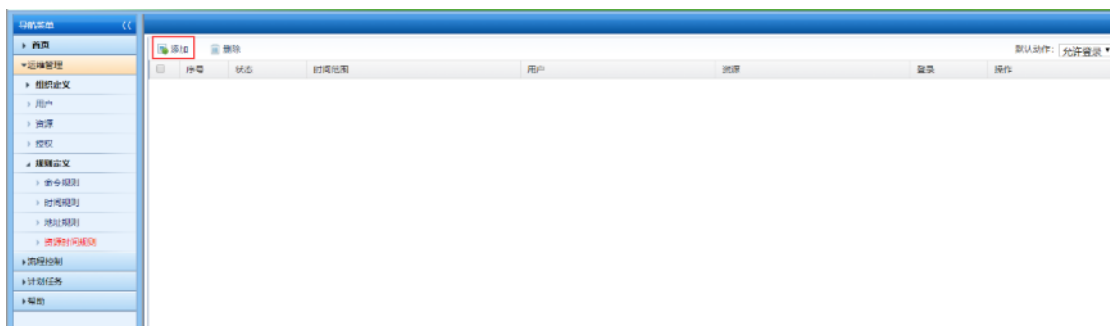 导航菜单
首页
运维管理
组织定义
用户
资源
授权
规则定义
命令规则
时间规则
地址规则
资源时间规则
流程控制
计划任务
帮助
添加 删除 默认动作: 允许登录
序号 状态 时间范围 用户 资源 登录 操作